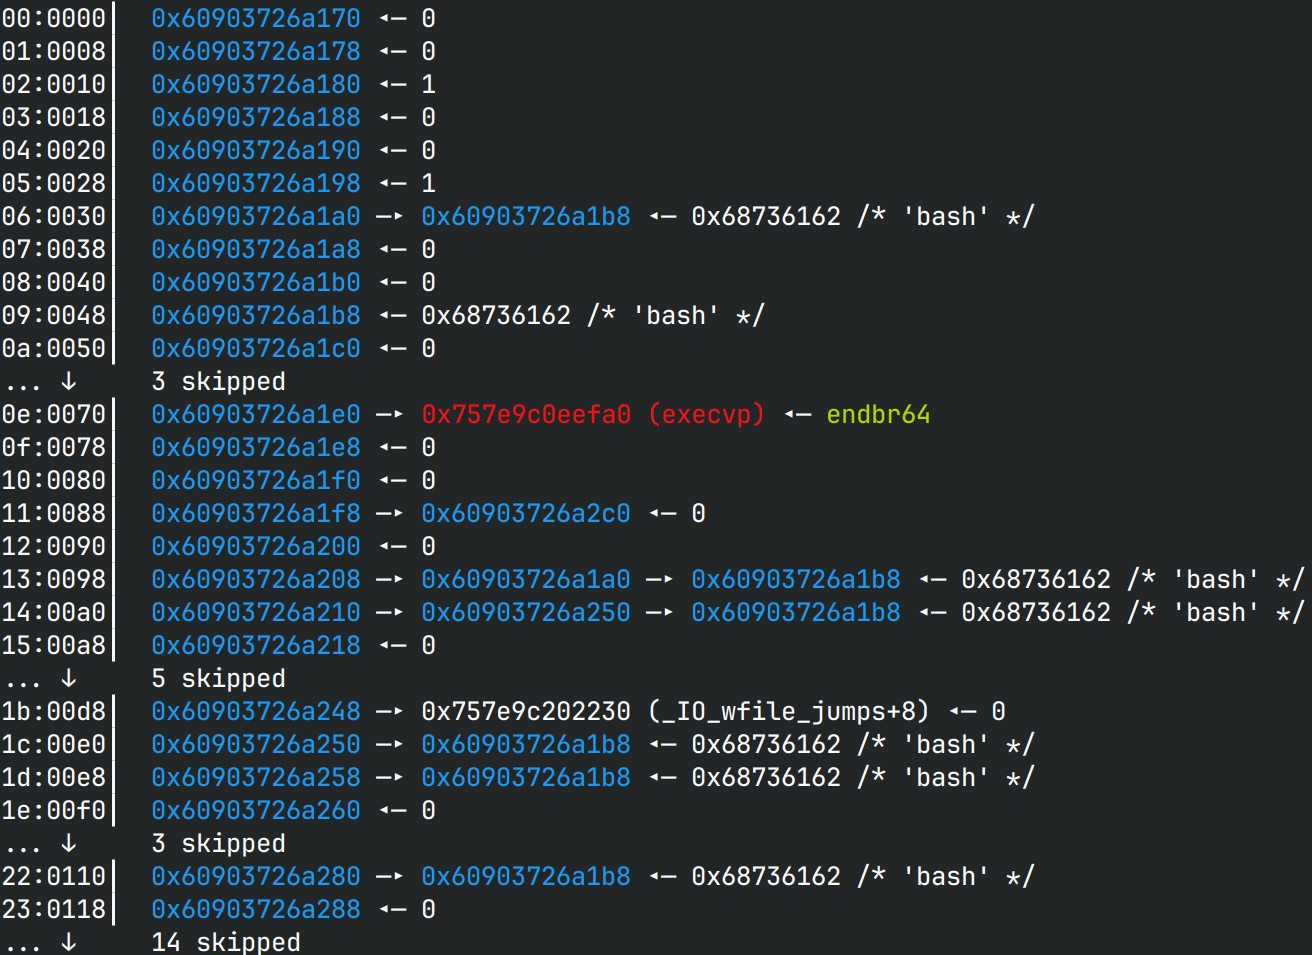 00:0000│  0x60903726a170 ◂— 0
01:0008│  0x60903726a178 ◂— 0
02:0010│  0x60903726a180 ◂— 1
03:0018│  0x60903726a188 ◂— 0
04:0020│  0x60903726a190 ◂— 0
05:0028│  0x60903726a198 ◂— 1
06:0030│  0x60903726a1a0 —▸ 0x60903726a1b8 ◂— 0x68736162 /* 'bash' */
07:0038│  0x60903726a1a8 ◂— 0
08:0040│  0x60903726a1b0 ◂— 0
09:0048│  0x60903726a1b8 ◂— 0x68736162 /* 'bash' */
0a:0050│  0x60903726a1c0 ◂— 0
... ↓     3 skipped
0e:0070│  0x60903726a1e0 —▸ 0x757e9c0eefa0 (execvp) ◂— endbr64
0f:0078│  0x60903726a1e8 ◂— 0
10:0080│  0x60903726a1f0 ◂— 0
11:0088│  0x60903726a1f8 —▸ 0x60903726a2c0 ◂— 0
12:0090│  0x60903726a200 ◂— 0
13:0098│  0x60903726a208 —▸ 0x60903726a1a0 —▸ 0x60903726a1b8 ◂— 0x68736162 /* 'bash' */
14:00a0│  0x60903726a210 —▸ 0x60903726a250 —▸ 0x60903726a1b8 ◂— 0x68736162 /* 'bash' */
15:00a8│  0x60903726a218 ◂— 0
... ↓     5 skipped
1b:00d8│  0x60903726a248 —▸ 0x757e9c202230 (_IO_wfile_jumps+8) ◂— 0
1c:00e0│  0x60903726a250 —▸ 0x60903726a1b8 ◂— 0x68736162 /* 'bash' */
1d:00e8│  0x60903726a258 —▸ 0x60903726a1b8 ◂— 0x68736162 /* 'bash' */
1e:00f0│  0x60903726a260 ◂— 0
... ↓     3 skipped
22:0110│  0x60903726a280 —▸ 0x60903726a1b8 ◂— 0x68736162 /* 'bash' */
23:0118│  0x60903726a288 ◂— 0
... ↓     14 skipped